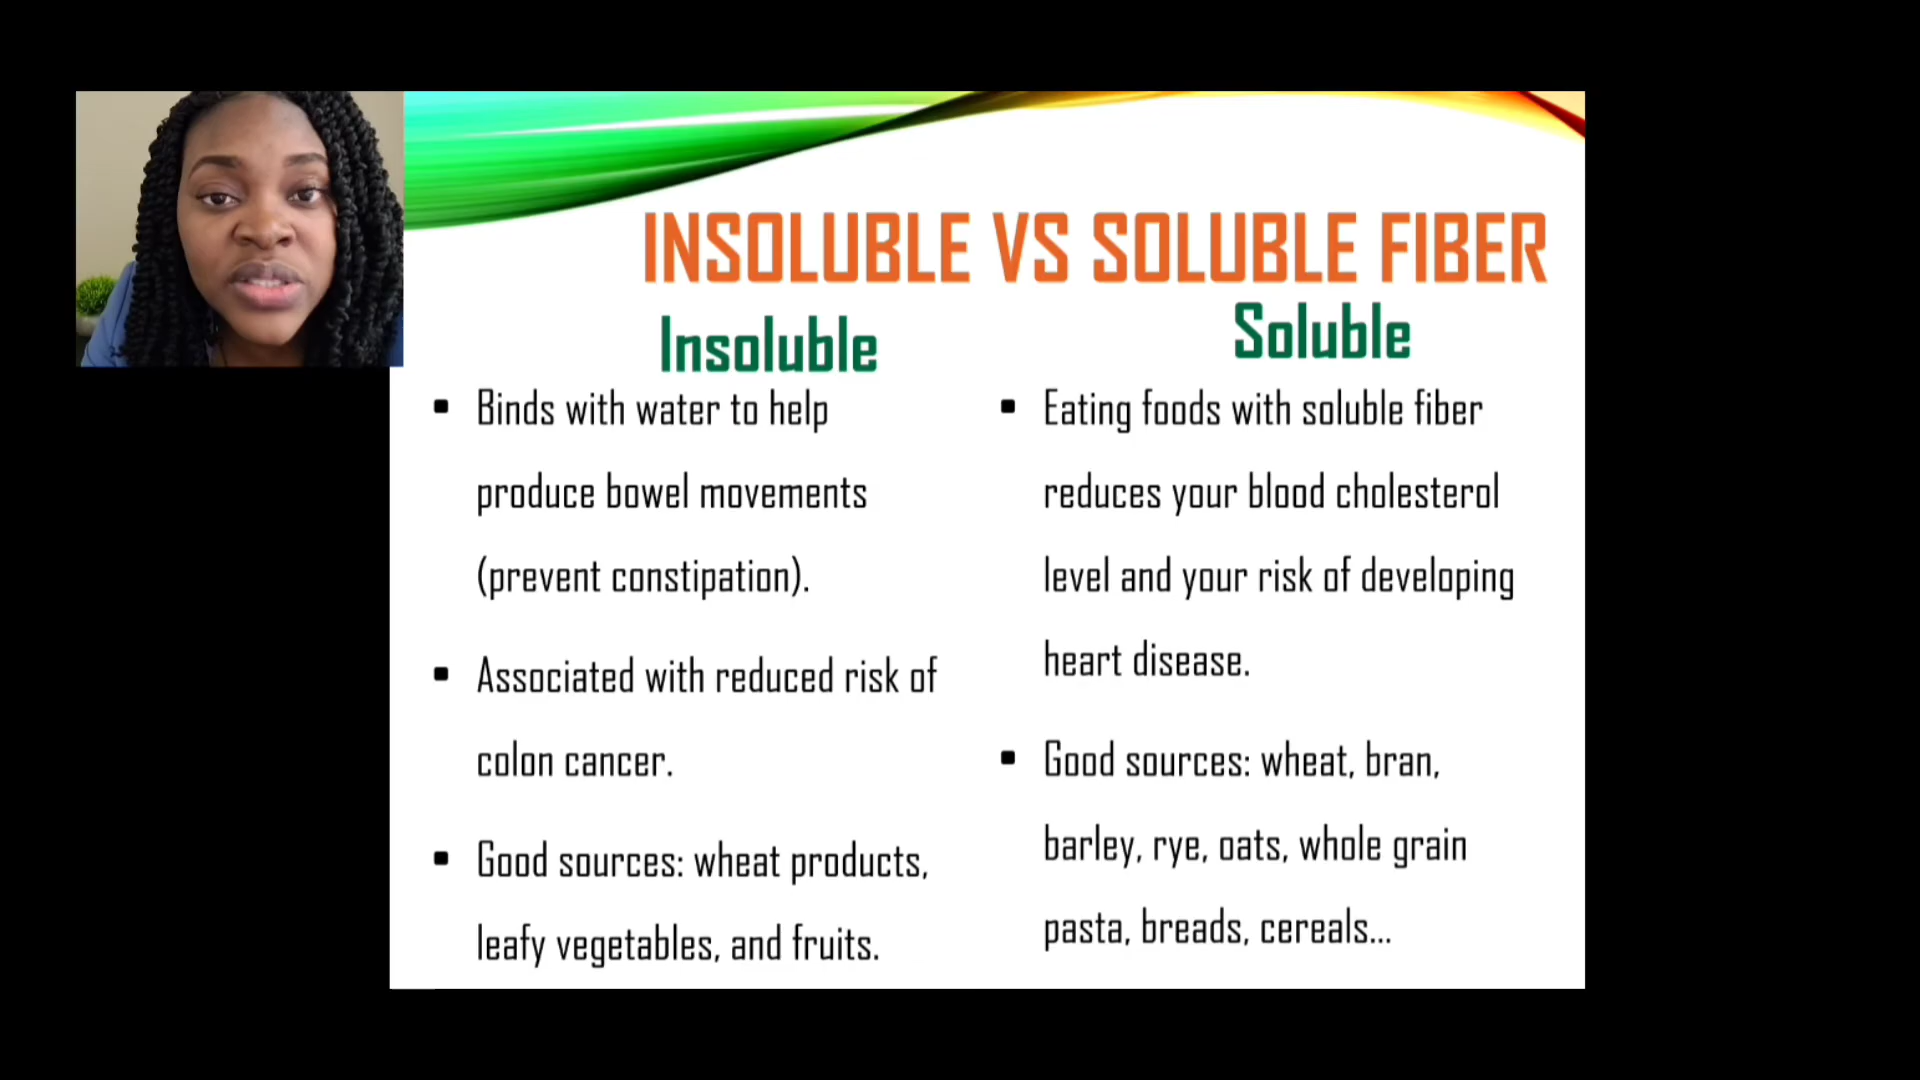 INSOLUBLE VS SOLUBLE FIBER
Insoluble
▪ Binds with water to help
produce bowel movements
(prevent constipation).
▪ Associated with reduced risk of
colon cancer.
▪ Good sources: wheat products,
leafy vegetables, and fruits.
Soluble
▪ Eating foods with soluble fiber
reduces your blood cholesterol
level and your risk of developing
heart disease.
▪ Good sources: wheat, bran,
barley, rye, oats, whole grain
pasta, breads, cereals...